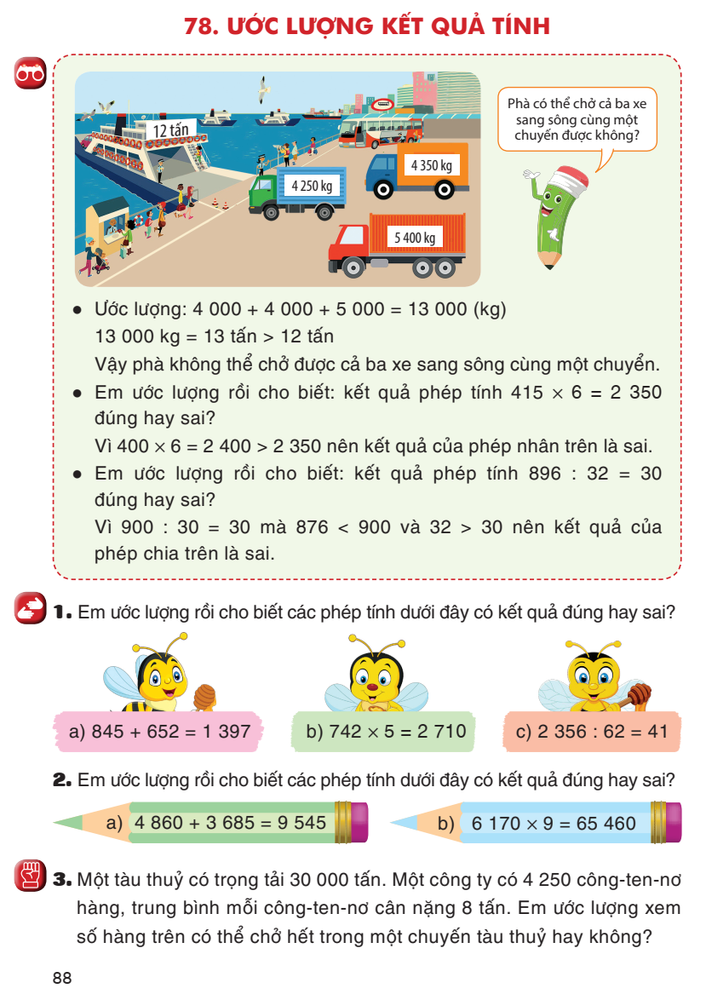 78. ƯỚC LƯỢNG KẾT QUẢ TÍNH
12 tấn
4 250 kg
4 350 kg
5 400 kg
Phà có thể chở cả ba xe
sang sông cùng một
chuyến được không?
● Ước lượng: 4 000 + 4 000 + 5 000 = 13 000 (kg)
13 000 kg = 13 tấn > 12 tấn
Vậy phà không thể chở được cả ba xe sang sông cùng một chuyển.
● Em ước lượng rồi cho biết: kết quả phép tính 415 × 6 = 2 350
đúng hay sai?
Vì 400 × 6 = 2 400 > 2 350 nên kết quả của phép nhân trên là sai.
● Em ước lượng rồi cho biết: kết quả phép tính 896 : 32 = 30
đúng hay sai?
Vì 900 : 30 = 30 mà 876 < 900 và 32 > 30 nên kết quả của
phép chia trên là sai.
1. Em ước lượng rồi cho biết các phép tính dưới đây có kết quả đúng hay sai?
a) 845 + 652 = 1 397
b) 742 × 5 = 2 710
c) 2 356 : 62 = 41
2. Em ước lượng rồi cho biết các phép tính dưới đây có kết quả đúng hay sai?
a) 4 860 + 3 685 = 9 545
b) 6 170 × 9 = 65 460
3. Một tàu thuỷ có trọng tải 30 000 tấn. Một công ty có 4 250 công-ten-nơ
hàng, trung bình mỗi công-ten-nơ cân nặng 8 tấn. Em ước lượng xem
số hàng trên có thể chở hết trong một chuyến tàu thuỷ hay không?
88